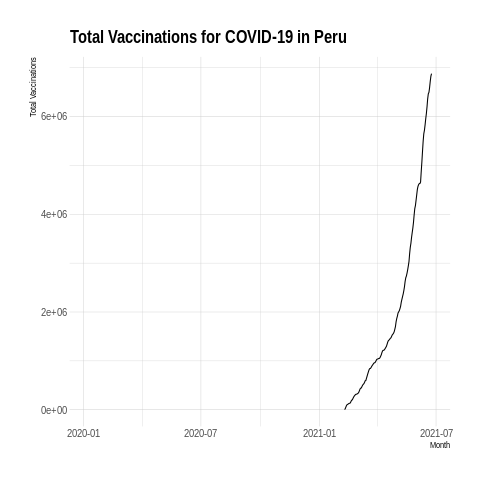 Total Vaccinations for COVID-19 in Peru
Total Vaccinations
6e+06
4e+06
2e+06
0e+00
2020-01 2020-07 2021-01 2021-07
Month